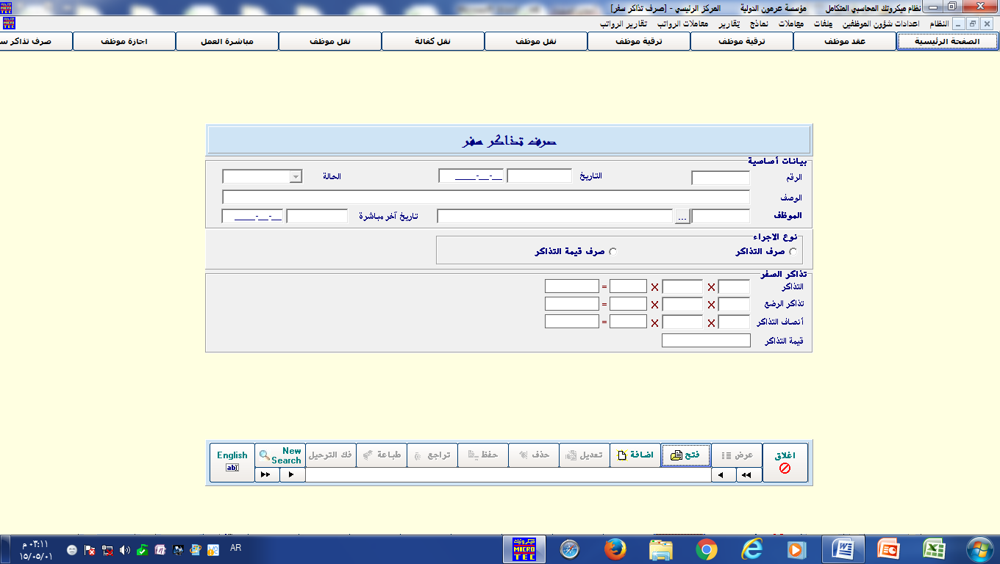 نظام ميكروتك المحاسبي المتكامل مؤسسة عرمون الدولية المركز الرئيسي - [صرف تذاكر سفر]
النظام اعدادات شؤون الموظفين ملفات معاملات نماذج تقارير معاملات الرواتب تقارير الرواتب
الصفحة الرئيسية عقد موظف ترقية موظف ترقية موظف نقل موظف نقل كفالة نقل موظف مباشرة العمل اجازة موظف صرف تذاكر س
صرف تذاكر سفر
بيانات أساسية
الرقم التاريخ __-__-____ الحالة
الوصف
الموظف ... تاريخ آخر مباشرة __-__-____
نوع الاجراء
صرف التذاكر صرف قيمة التذاكر
تذاكر السفر
التذاكر X X =
تذاكر الرضع X X =
أنصاف التذاكر X X =
قيمة التذاكر
اغلاق عرض فتح اضافة تعديل حذف حفظ تراجع طباعة فك الترحيل New Search English
ab
ميكروتك MICRO TEC
AR
٠٣:١١ م
١٥/٠٥/٠١